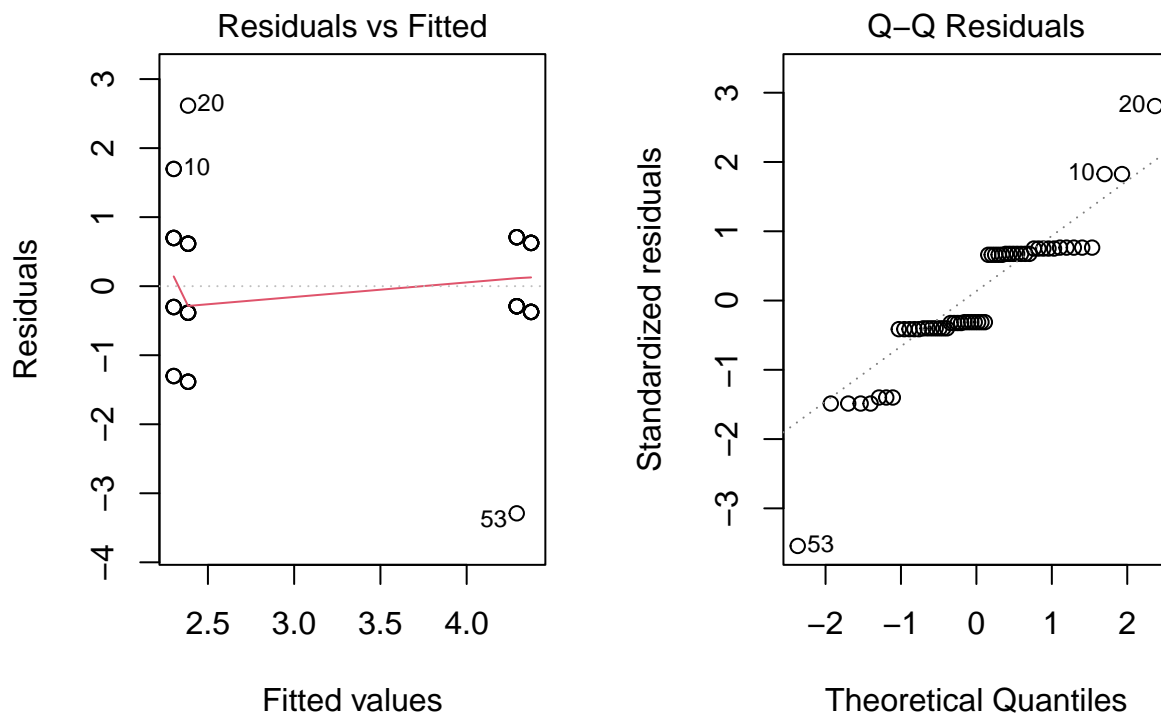 Residuals vs Fitted
Residuals
3
2
1
0
−1
−2
−3
−4
20
10
53
2.5 3.0 3.5 4.0
Fitted values
Q−Q Residuals
Standardized residuals
3
2
1
0
−1
−2
−3
20
10
53
−2 −1 0 1 2
Theoretical Quantiles